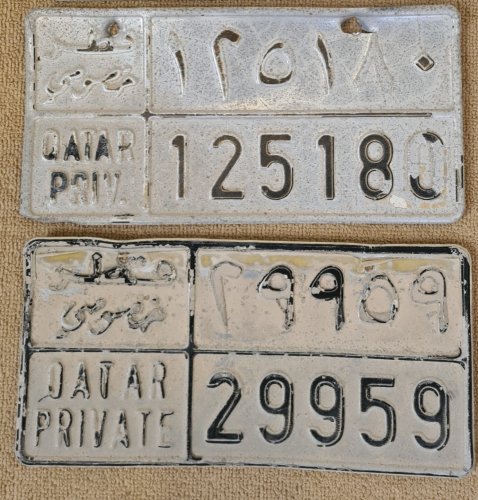 قطر ١٢٥١٨٠
خصوصي
QATAR 125180
PRIV.
قطر ٢٩٩٥٩
خصوصي
QATAR 29959
PRIVATE